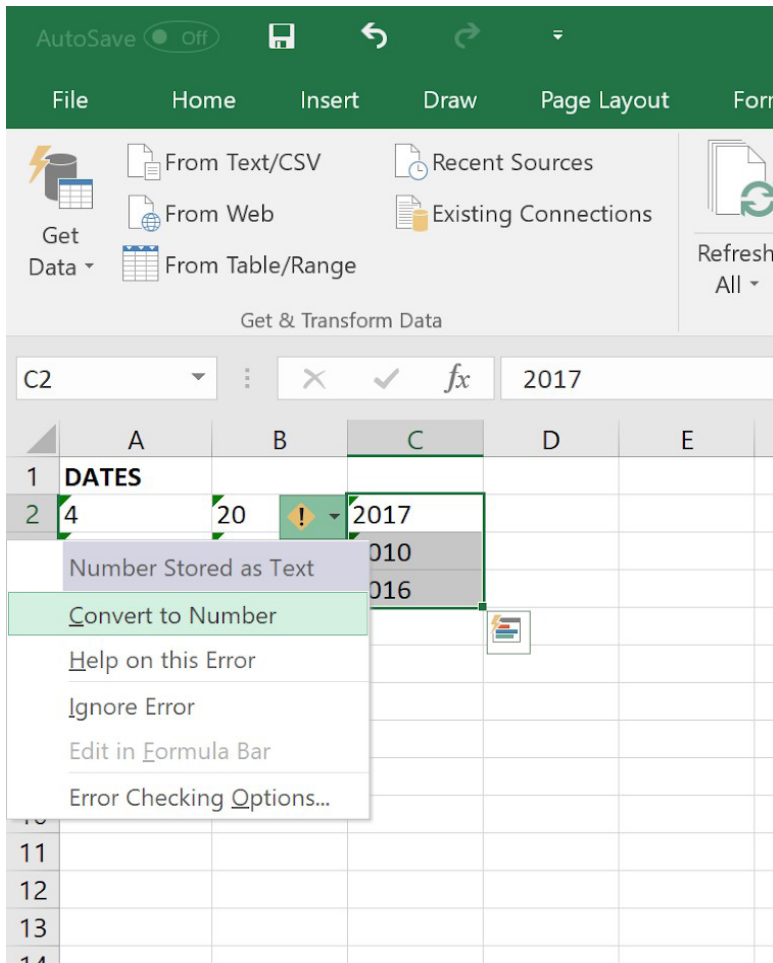 AutoSave Off
File Home Insert Draw Page Layout For
From Text/CSV Recent Sources
From Web Existing Connections
Get
Data
From Table/Range
Refresh
All
Get & Transform Data
C2 fx 2017
A B C D E
1 DATES
2 4 20 ! 2017
010
016
Number Stored as Text
Convert to Number
Help on this Error
Ignore Error
Edit in Formula Bar
Error Checking Options...
11
12
13